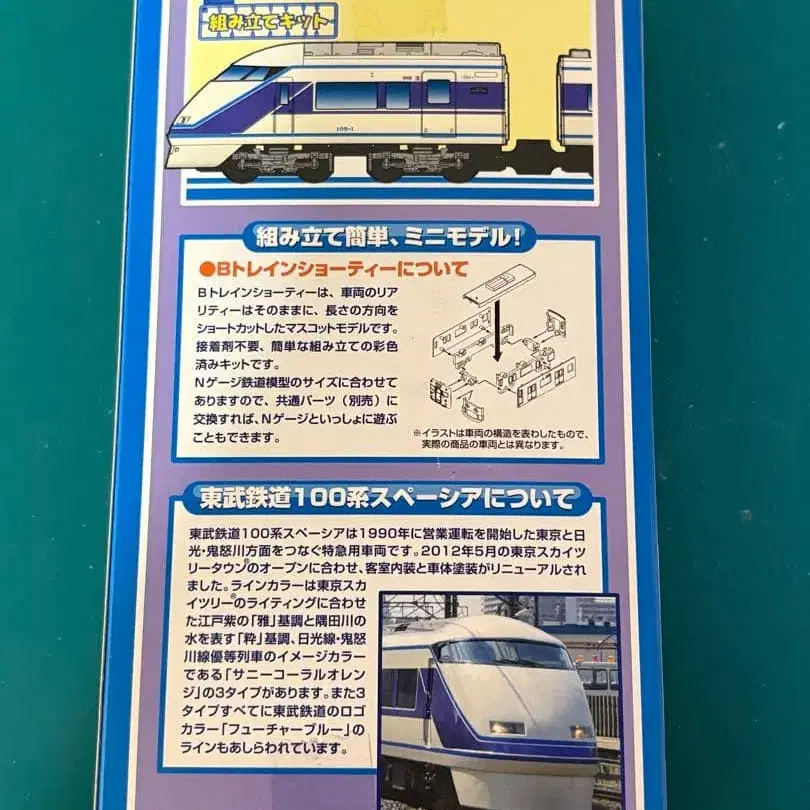 組み立てキット
105-1
組み立て簡単、ミニモデル!
●Bトレインショーティーについて
Bトレインショーティーは、車両のリア
リティーはそのままに、長さの方向を
ショートカットしたマスコットモデルです。
接着剤不要、簡単な組み立ての彩色
済みキットです。
Nゲージ鉄道模型のサイズに合わせて
ありますので、共通パーツ(別売)に
交換すれば、Nゲージといっしょに遊ぶ
こともできます。
※イラストは車両の構造を表わしたもので、
実際の商品の車両とは異なります。
東武鉄道100系スペーシアについて
東武鉄道100系スペーシアは1990年に営業運転を開始した東京と日
光・鬼怒川方面をつなぐ特急用車両です。2012年5月の東京スカイツ
リータウン®のオープンに合わせ、客室内装と車体塗装がリニューアルされ
ました。ラインカラーは東京スカ
イツリー®のライティングに合わせ
た江戸紫の「雅」基調と隅田川の
水を表す「粋」基調、日光線・鬼怒
川線優等列車のイメージカラー
である「サニーコーラルオレン
ジ」の3タイプがあります。また3
タイプすべてに東武鉄道のロゴ
カラー「フューチャーブルー」の
ラインもあしらわれています。